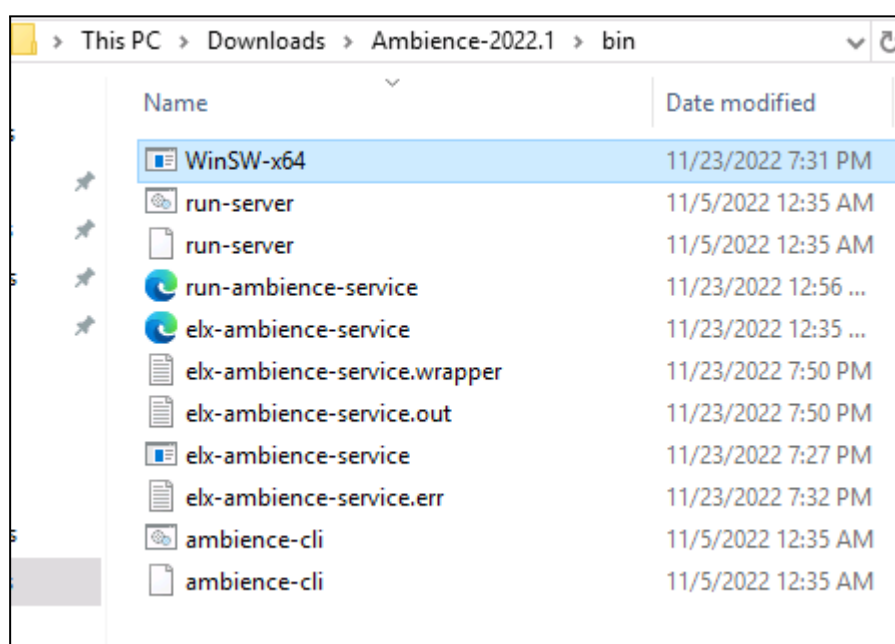 This PC > Downloads > Ambience-2022.1 > bin
Name Date modified
WinSW-x64 11/23/2022 7:31 PM
run-server 11/5/2022 12:35 AM
run-server 11/5/2022 12:35 AM
run-ambience-service 11/23/2022 12:56 ...
elx-ambience-service 11/23/2022 12:35 ...
elx-ambience-service.wrapper 11/23/2022 7:50 PM
elx-ambience-service.out 11/23/2022 7:50 PM
elx-ambience-service 11/23/2022 7:27 PM
elx-ambience-service.err 11/23/2022 7:32 PM
ambience-cli 11/5/2022 12:35 AM
ambience-cli 11/5/2022 12:35 AM